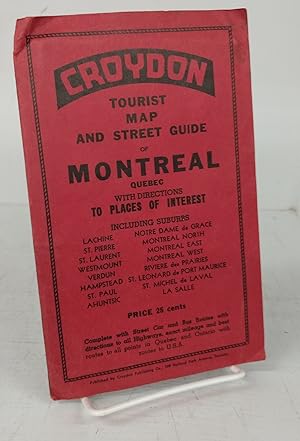 CROYDON
TOURIST
MAP
AND STREET GUIDE
OF
MONTREAL
QUEBEC
WITH DIRECTIONS
TO PLACES OF INTEREST
INCLUDING SUBURBS
LACHINE NOTRE DAME de GRACE
ST. PIERRE MONTREAL NORTH
ST. LAURENT MONTREAL EAST
WESTMOUNT MONTREAL WEST
VERDUN RIVIERE des PRAIRIES
HAMPSTEAD ST. LEONARD de PORT MAURICE
ST. PAUL ST. MICHEL de LAVAL
AHUNTSIC LA SALLE
PRICE 25 cents
Complete with Street Car and Bus Routes with
directions to all Highways, exact mileage and best
routes to all points in Quebec and Ontario with
routes to U.S.A.
Published by Croydon Publishing Co.,